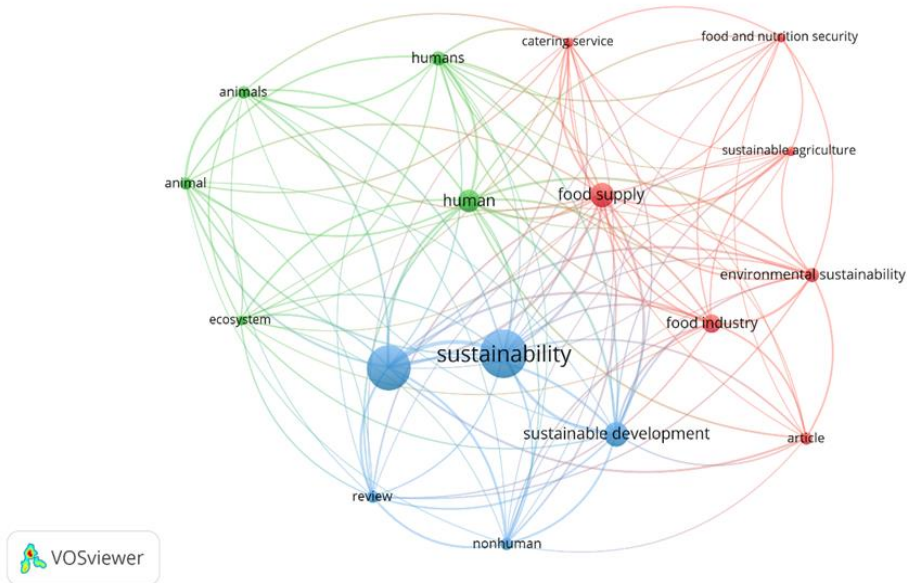 food and nutrition security
catering service
humans
animals
sustainable agriculture
animal
human
food supply
environmental sustainability
ecosystem
food industry
sustainability
sustainable development
article
review
nonhuman
VOSviewer